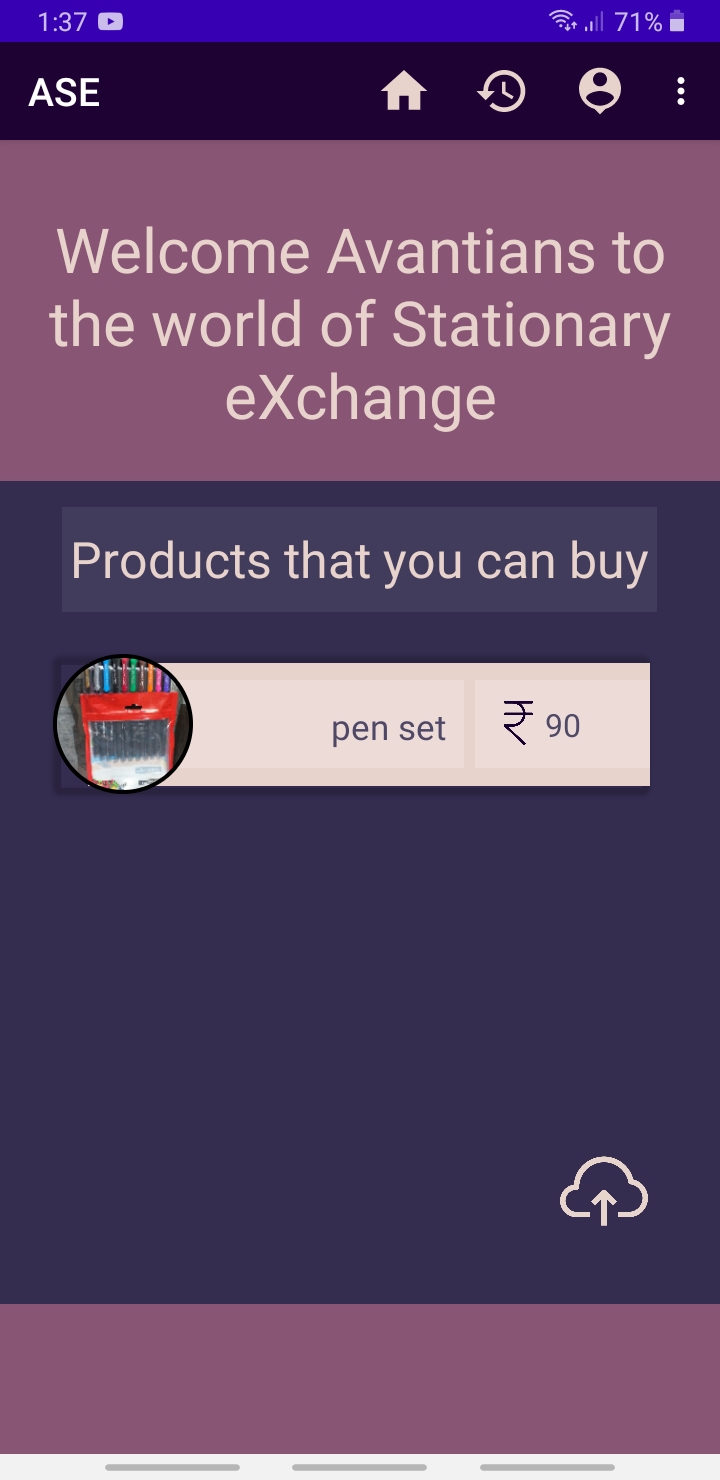 1:37
71%
ASE
Welcome Avantians to
the world of Stationary
eXchange
Products that you can buy
pen set
₹ 90